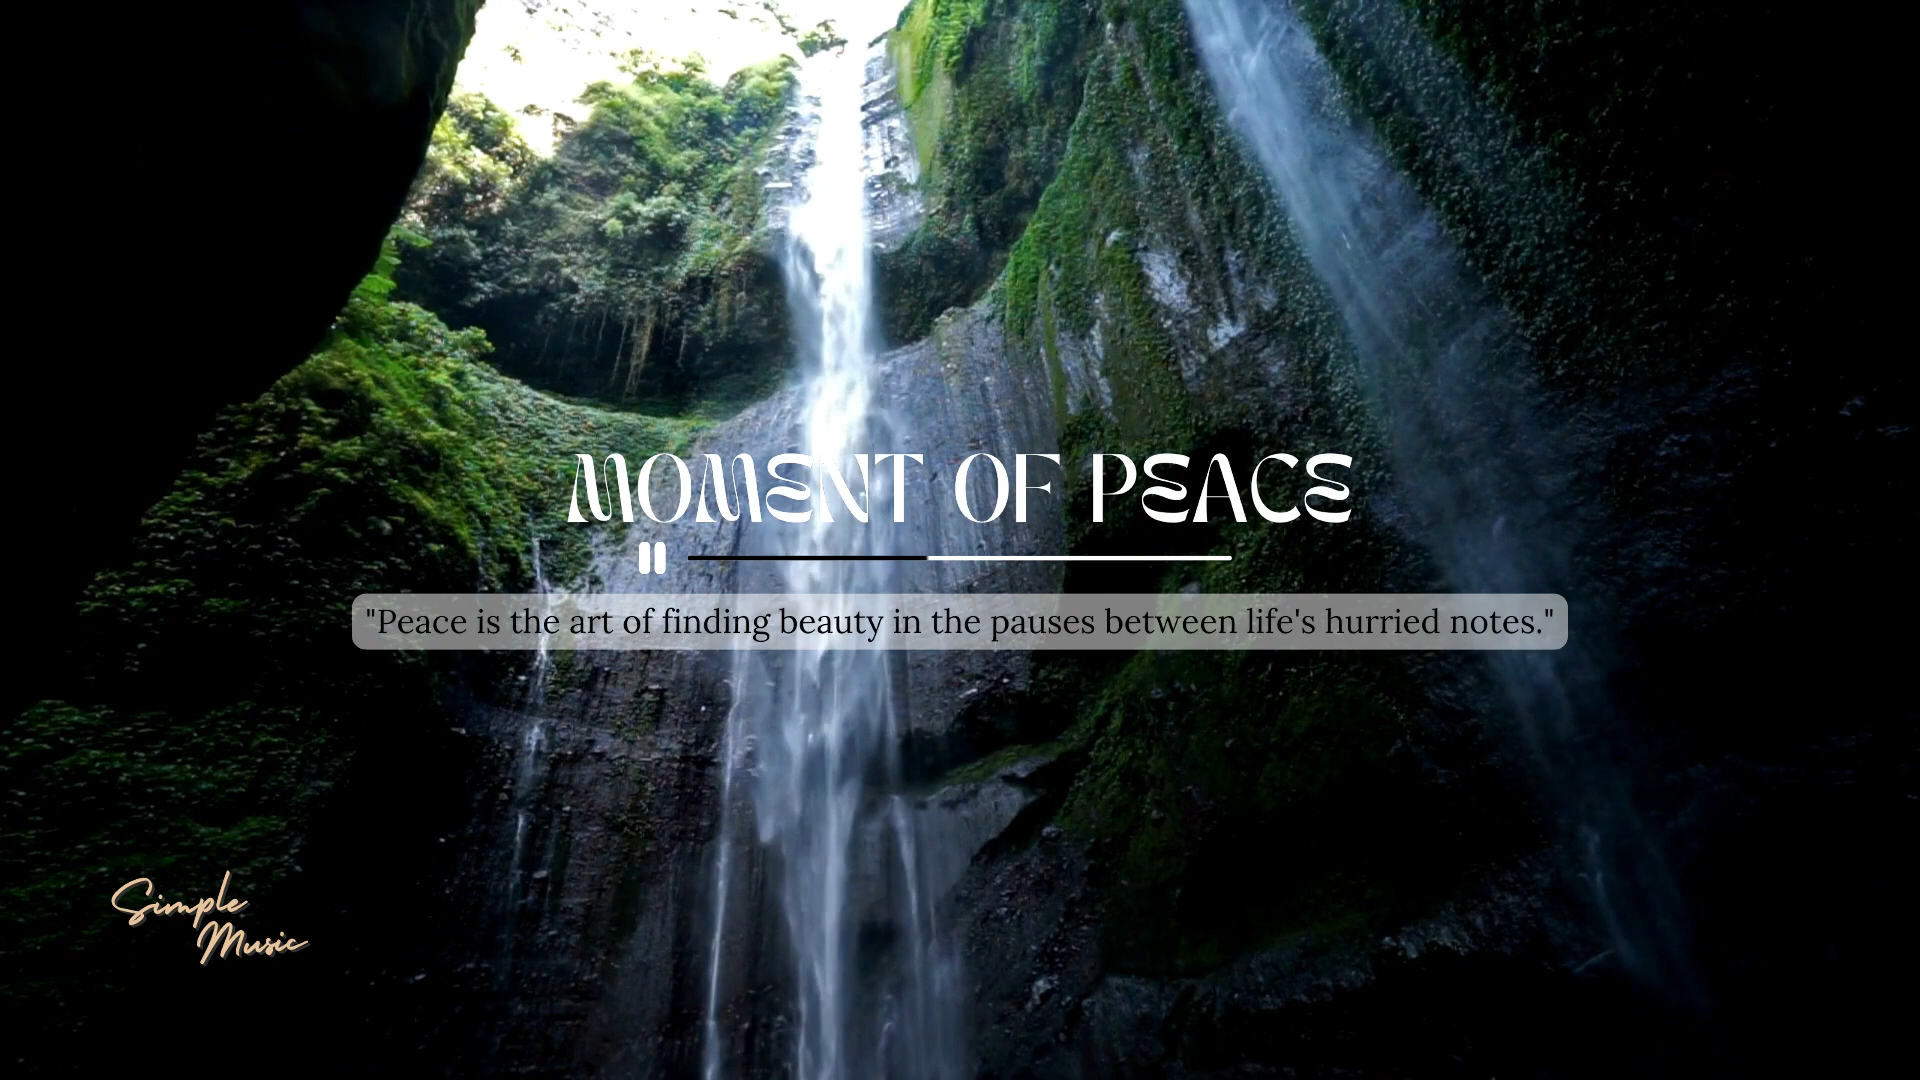 MOMENT OF PEACE
"Peace is the art of finding beauty in the pauses between life's hurried notes."
Simple
Music